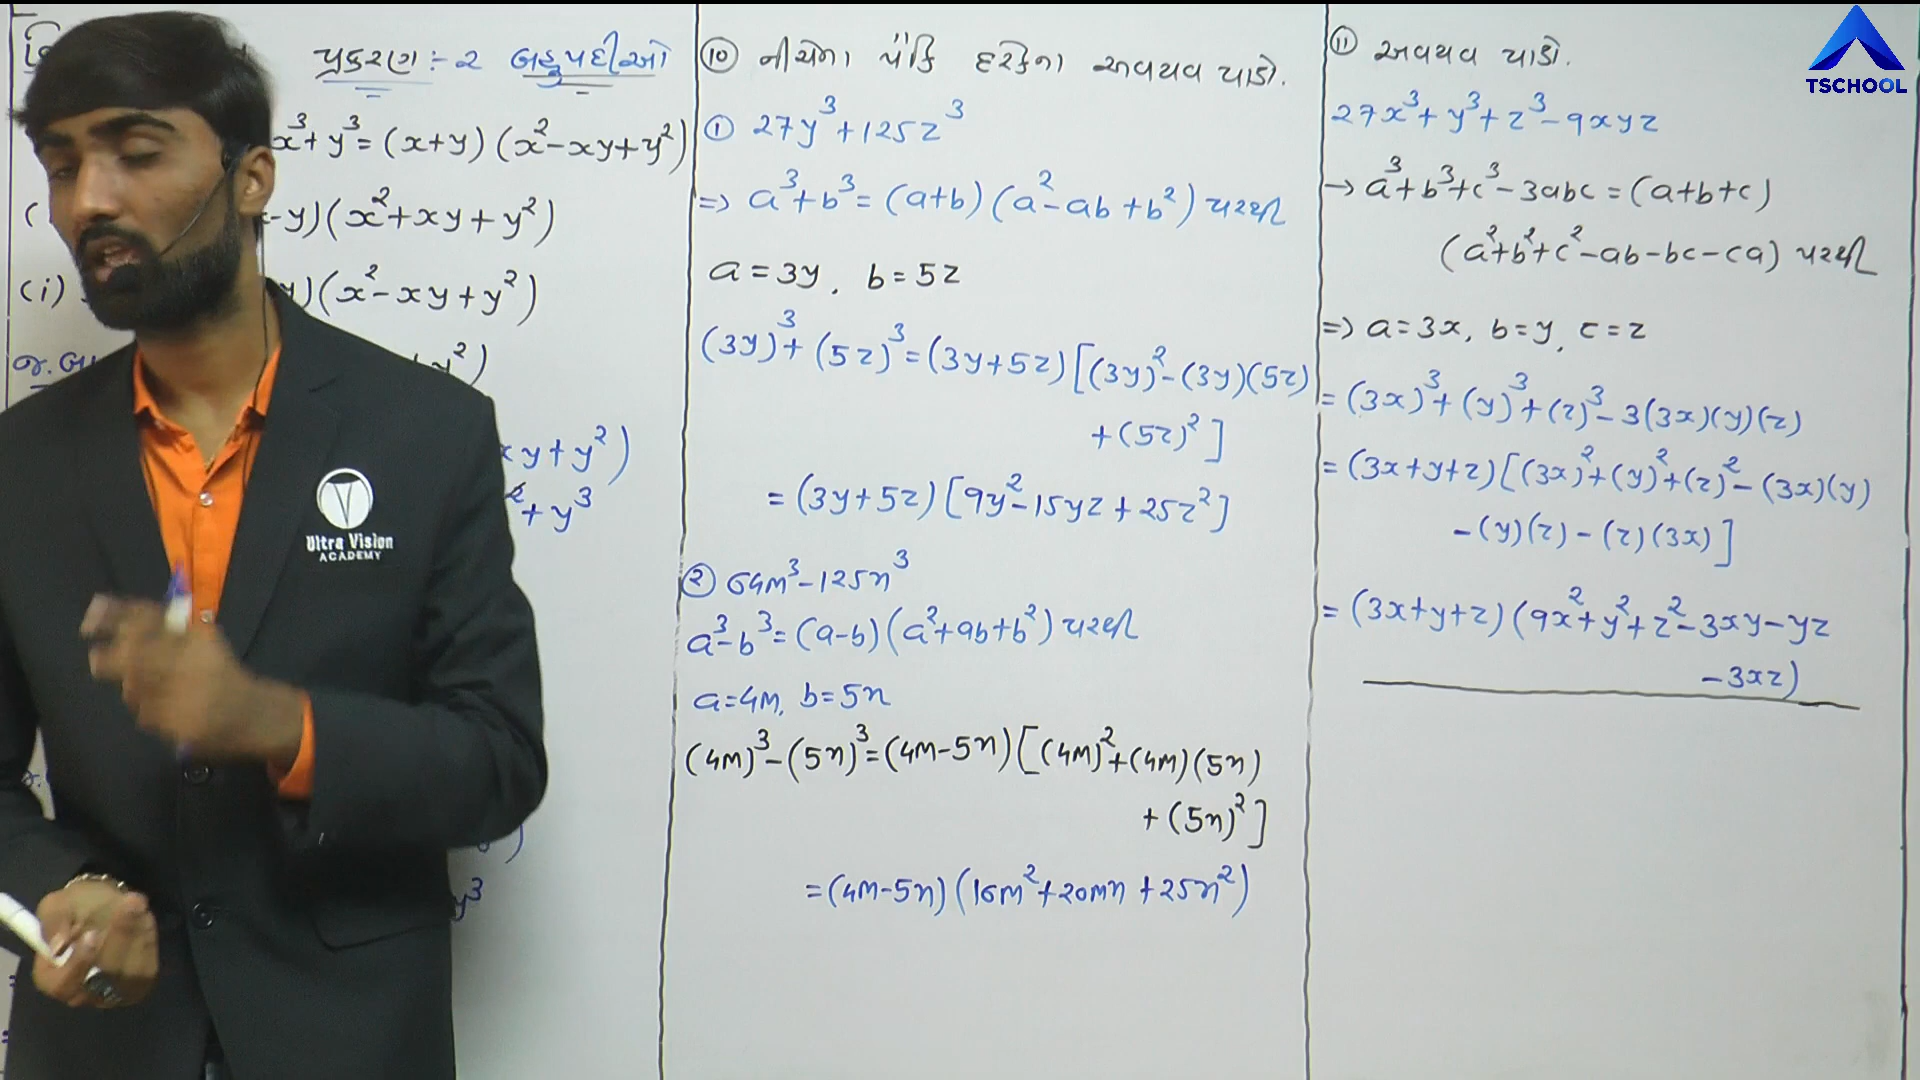 પ્રકરણ :- ૨ બહુપદીઓ
x³+y³=(x+y)(x²-xy+y²)
-y)(x²+xy+y²)
(i)
)(x²-xy+y²)
જ.બા
y²)
xy+y²)
+y³
y³
Ultra Vision
ACADEMY
⑩ નીચેના પૈકિ દરેકના અવયવ પાડો.
① 27y³+125z³
=> a³+b³=(a+b)(a²-ab+b²) પરથી
a=3y, b=5z
(3y)³+(5z)³=(3y+5z)[(3y)²-(3y)(5z)
+(5z)²]
=(3y+5z)[9y²-15yz+25z²]
② 64m³-125n³
a³-b³=(a-b)(a²+ab+b²) પરથી
a=4m, b=5n
(4m)³-(5n)³=(4m-5n)[(4m)²+(4m)(5n)
+(5n)²]
=(4m-5n)(16m²+20mn+25n²)
⑪ અવયવ પાડો.
27x³+y³+z³-9xyz
→ a³+b³+c³-3abc=(a+b+c)
(a²+b²+c²-ab-bc-ca) પરથી
=> a=3x, b=y, c=z
=(3x)³+(y)³+(z)³-3(3x)(y)(z)
=(3x+y+z)[(3x)²+(y)²+(z)²-(3x)(y)
-(y)(z)-(z)(3x)]
=(3x+y+z)(9x²+y²+z²-3xy-yz
-3xz)
TSCHOOL